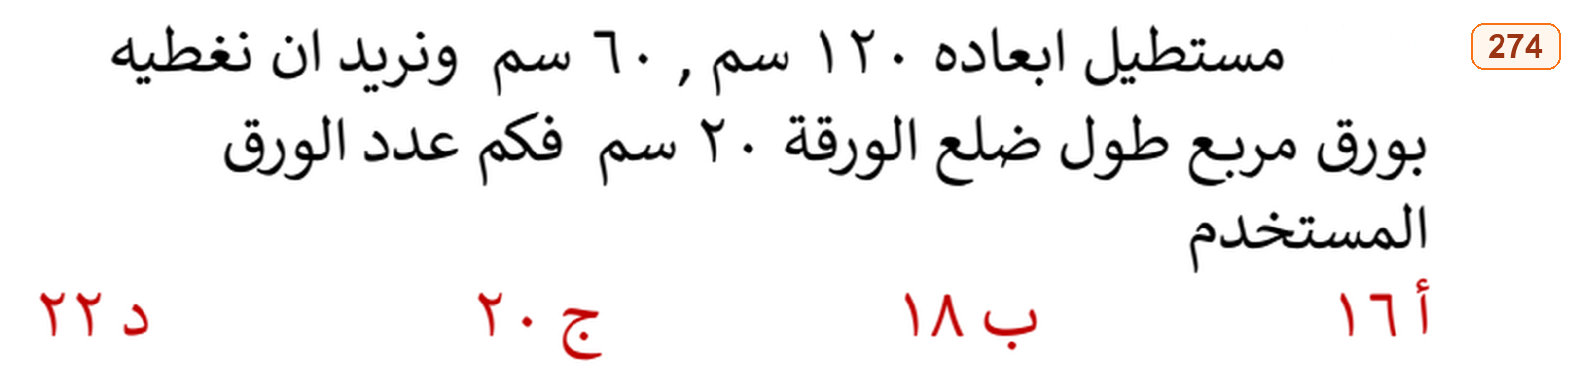 274
مستطيل ابعاده ١٢٠ سم , ٦٠ سم ونريد ان نغطيه
بورق مربع طول ضلع الورقة ٢٠ سم فكم عدد الورق
المستخدم
أ ١٦ ب ١٨ ج ٢٠ د ٢٢